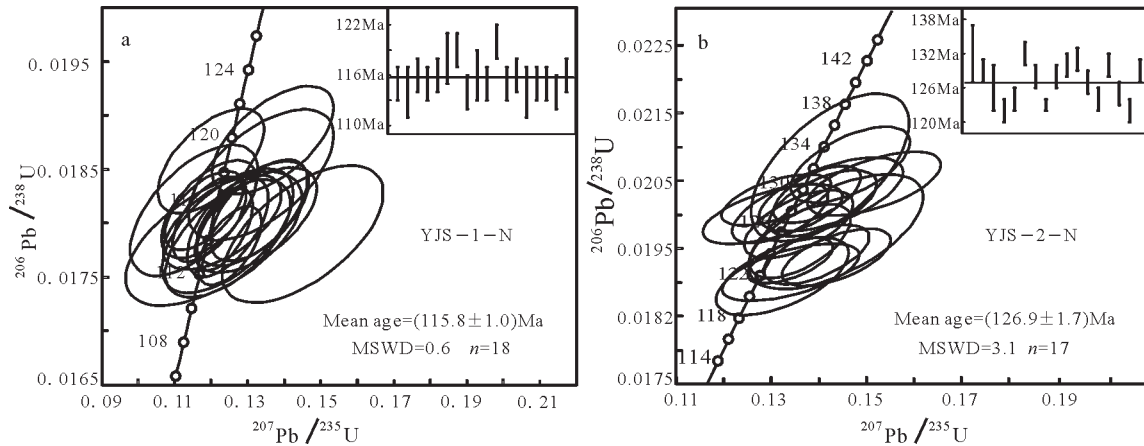 a
0. 0195
0. 0185
0. 0175
0. 0165
206Pb /238U
124
120
108
122Ma
116Ma
110Ma
YJS-1-N
Mean age=(115.8±1.0)Ma
MSWD=0.6 n=18
0. 09
0. 11
0. 13
0. 15
0. 17
0. 19
0. 21
207Pb /235U
b
0.0225
0.0215
0.0205
0.0195
0.0182
0.0175
206Pb /238U
142
138
134
122
118
114
138Ma
132Ma
126Ma
120Ma
YJS-2-N
Mean age=(126.9±1.7)Ma
MSWD=3.1 n=17
0.11
0.13
0.15
0.17
0.19
207Pb /235U